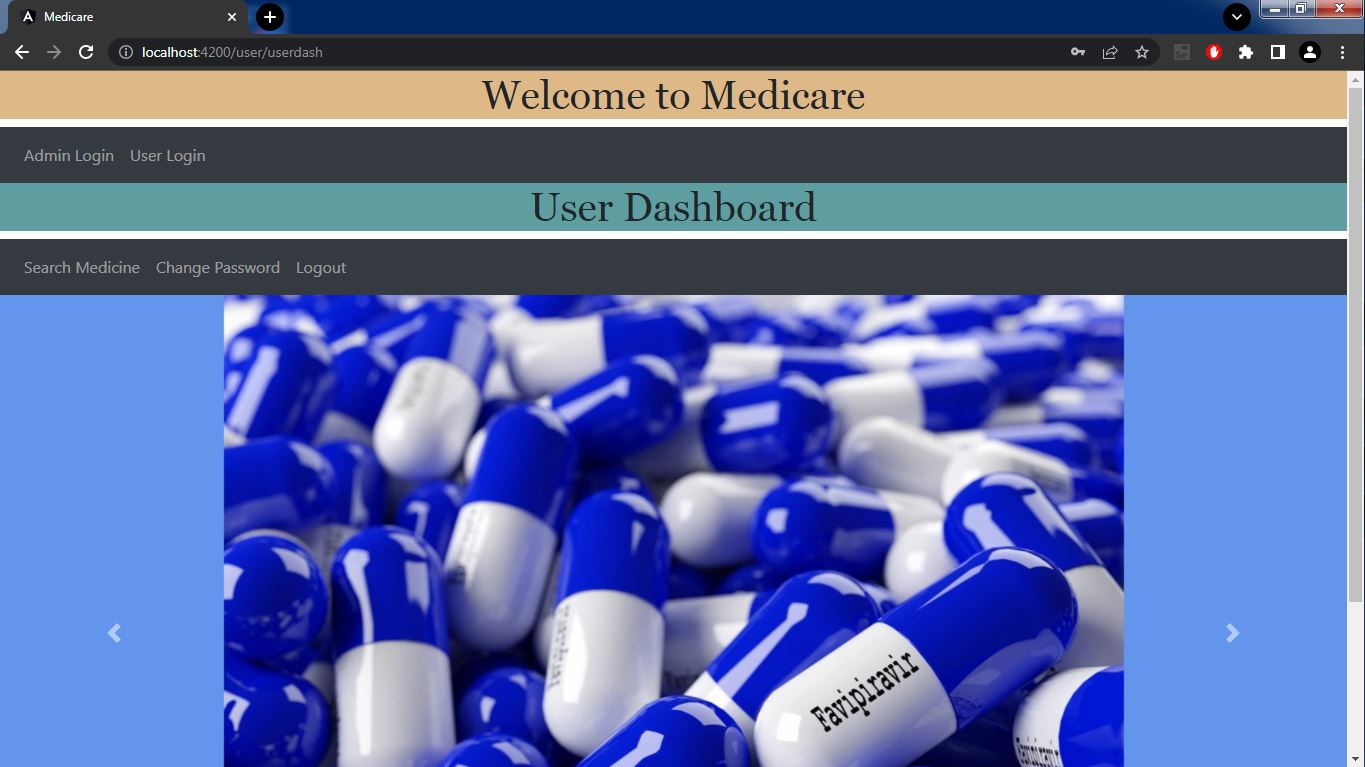 Medicare
localhost:4200/user/userdash
Welcome to Medicare
Admin Login User Login
User Dashboard
Search Medicine Change Password Logout
Favipiravir